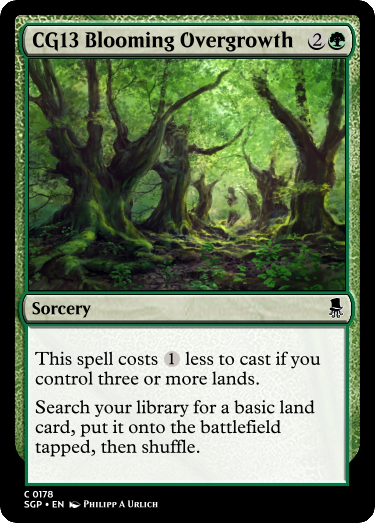 CG13 Blooming Overgrowth 2
Sorcery
This spell costs 1 less to cast if you
control three or more lands.
Search your library for a basic land
card, put it onto the battlefield
tapped, then shuffle.
C 0178
SGP • EN Philipp A Urlich